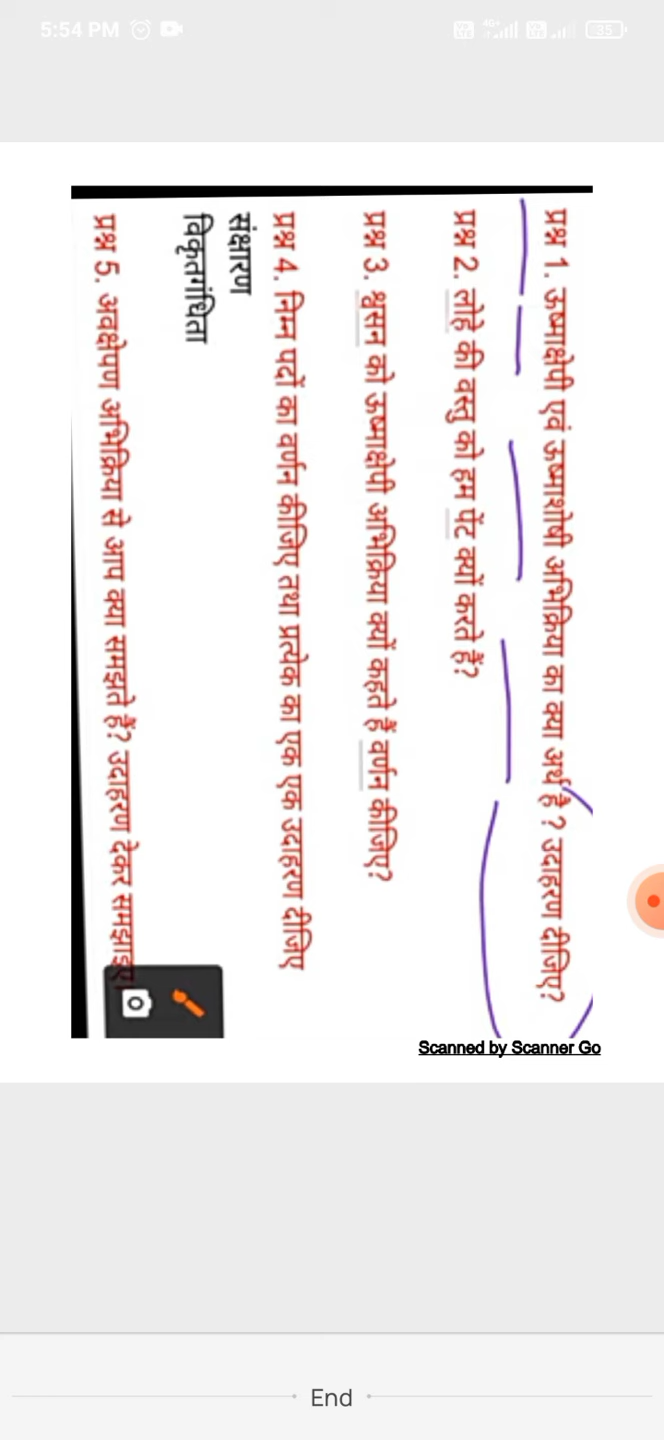 5:54 PM
4G+
35
प्रश्न 1. ऊष्माक्षेपी एवं ऊष्माशोषी अभिक्रिया का क्या अर्थ है ? उदाहरण दीजिए?
प्रश्न 2. लोहे की वस्तु को हम पेंट क्यों करते हैं?
प्रश्न 3. श्वसन को ऊष्माक्षेपी अभिक्रिया क्यों कहते हैं वर्णन कीजिए?
प्रश्न 4. निम्न पदों का वर्णन कीजिए तथा प्रत्येक का एक एक उदाहरण दीजिए
संक्षारण
विकृतगंधिता
प्रश्न 5. अवक्षेपण अभिक्रिया से आप क्या समझते हैं? उदाहरण देकर समझाइए
Scanned by Scanner Go
End